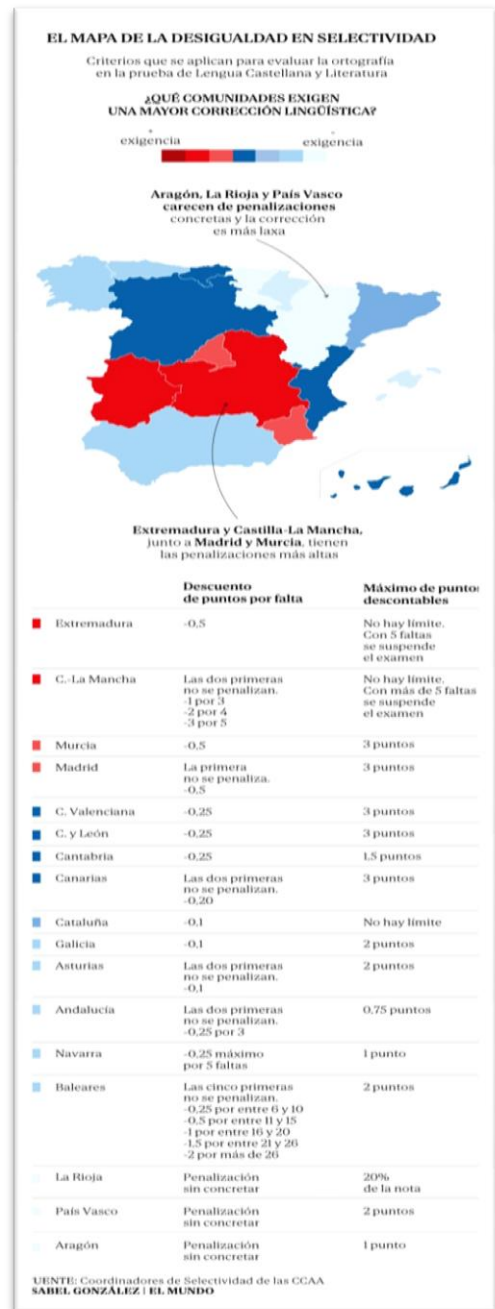 EL MAPA DE LA DESIGUALDAD EN SELECTIVIDAD
Criterios que se aplican para evaluar la ortografía
en la prueba de Lengua Castellana y Literatura
¿QUÉ COMUNIDADES EXIGEN
UNA MAYOR CORRECCIÓN LINGÜÍSTICA?
+ -
exigencia exigencia
Aragón, La Rioja y País Vasco
carecen de penalizaciones
concretas y la corrección
es más laxa
Extremadura y Castilla-La Mancha,
junto a Madrid y Murcia, tienen
las penalizaciones más altas
Descuento Máximo de puntos
de puntos por falta descontables
Extremadura -0,5 No hay límite.
Con 5 faltas
se suspende
el examen
C.-La Mancha Las dos primeras No hay límite.
no se penalizan. Con más de 5 faltas
-1 por 3 se suspende
-2 por 4 el examen
-3 por 5
Murcia -0,5 3 puntos
Madrid La primera 3 puntos
no se penaliza.
-0,5
C. Valenciana -0,25 3 puntos
C. y León -0,25 3 puntos
Cantabria -0,25 1,5 puntos
Canarias Las dos primeras 3 puntos
no se penalizan.
-0,20
Cataluña -0,1 No hay límite
Galicia -0,1 2 puntos
Asturias Las dos primeras 2 puntos
no se penalizan.
-0,1
Andalucía Las dos primeras 0,75 puntos
no se penalizan.
-0,25 por 3
Navarra -0,25 máximo 1 punto
por 5 faltas
Baleares Las cinco primeras 2 puntos
no se penalizan.
-0,25 por entre 6 y 10
-0,5 por entre 11 y 15
-1 por entre 16 y 20
-1,5 por entre 21 y 26
-2 por más de 26
La Rioja Penalización 20%
sin concretar de la nota
País Vasco Penalización 2 puntos
sin concretar
Aragón Penalización 1 punto
sin concretar
UENTE: Coordinadores de Selectividad de las CCAA
SABEL GONZÁLEZ | EL MUNDO